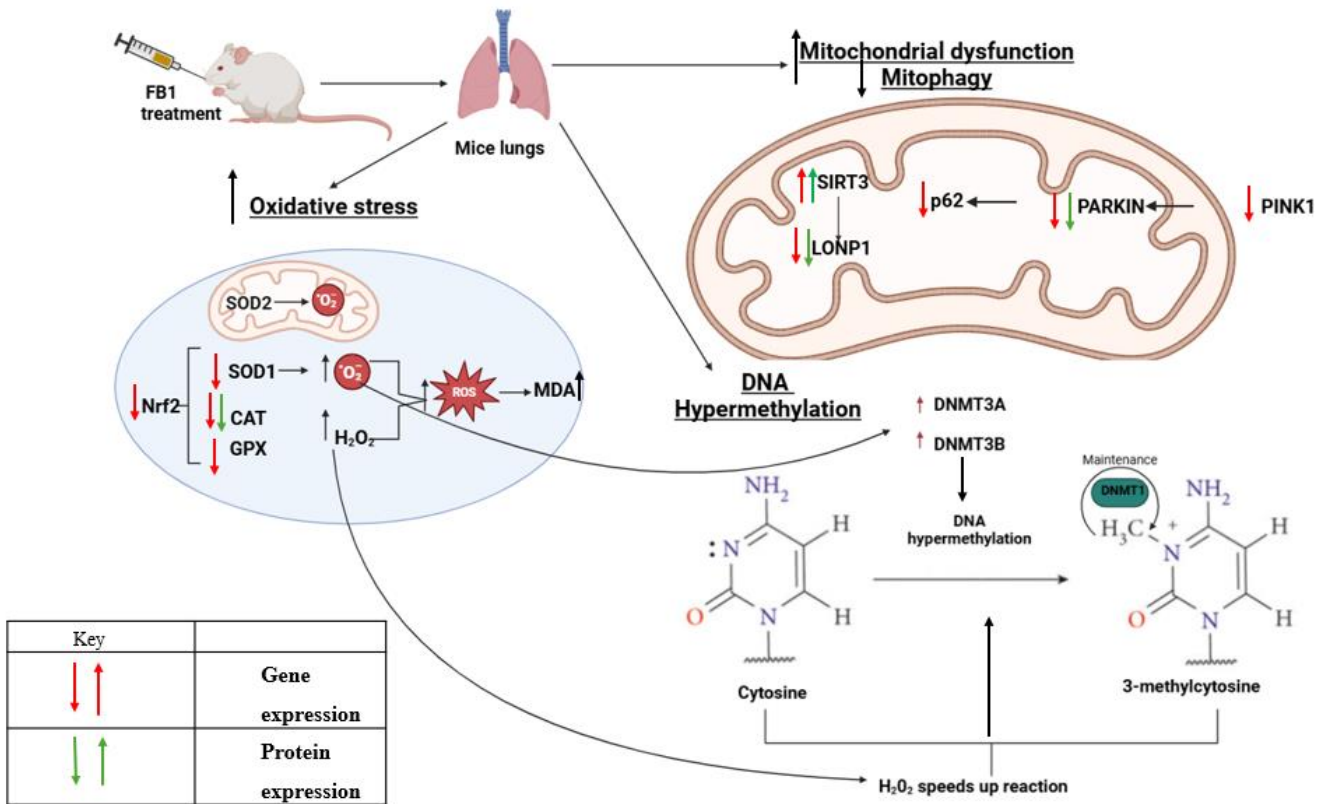 FB1
treatment
Mice lungs
Mitochondrial dysfunction
Mitophagy
SIRT3
LONP1
p62
PARKIN
PINK1
Oxidative stress
SOD2
•O₂⁻
Nrf2
SOD1
CAT
GPX
•O₂⁻
H₂O₂
ROS
MDA
DNA
Hypermethylation
DNMT3A
DNMT3B
DNA
hypermethylation
Maintenance
DNMT1
NH₂
H
H
:N
N
O
Cytosine
NH₂
H₃C
+
H
H
N
N
O
3-methylcytosine
H₂O₂ speeds up reaction
Key
Gene
expression
Protein
expression